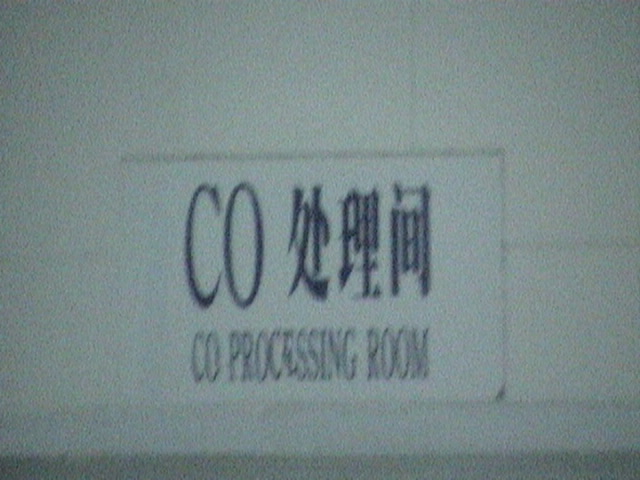 CO 处理间
CO PROCESSING ROOM